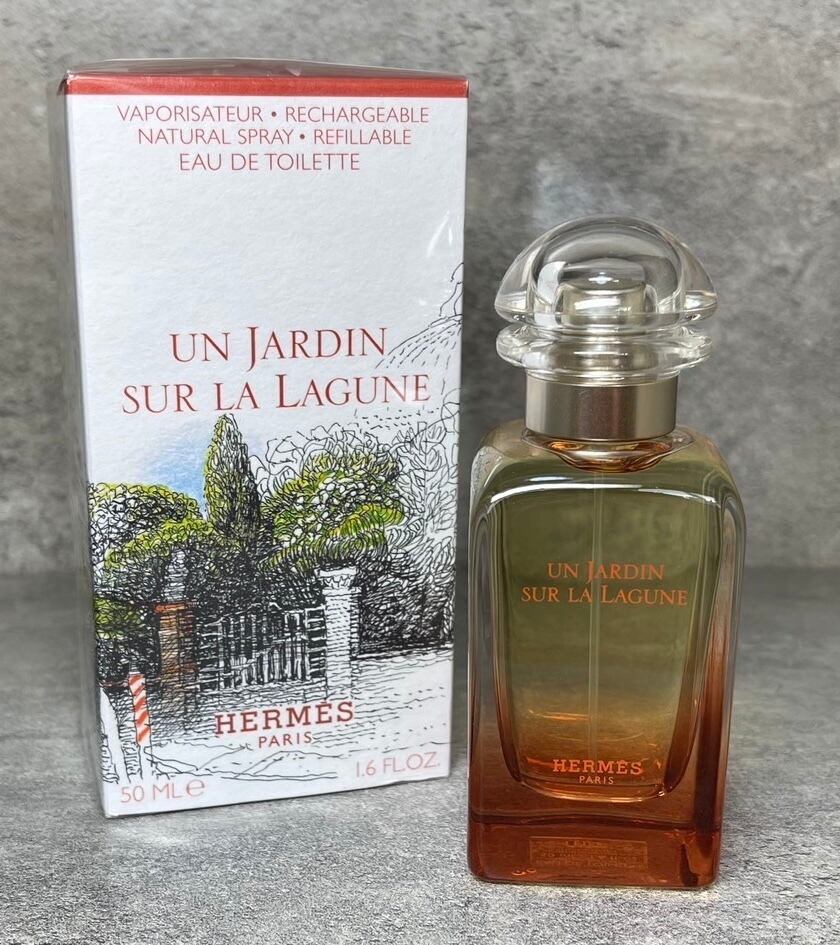 VAPORISATEUR • RECHARGEABLE
NATURAL SPRAY • REFILLABLE
EAU DE TOILETTE
UN JARDIN
SUR LA LAGUNE
HERMÈS
PARIS
50 ML ℮
1.6 FL.OZ.
UN JARDIN
SUR LA LAGUNE
HERMÈS
PARIS